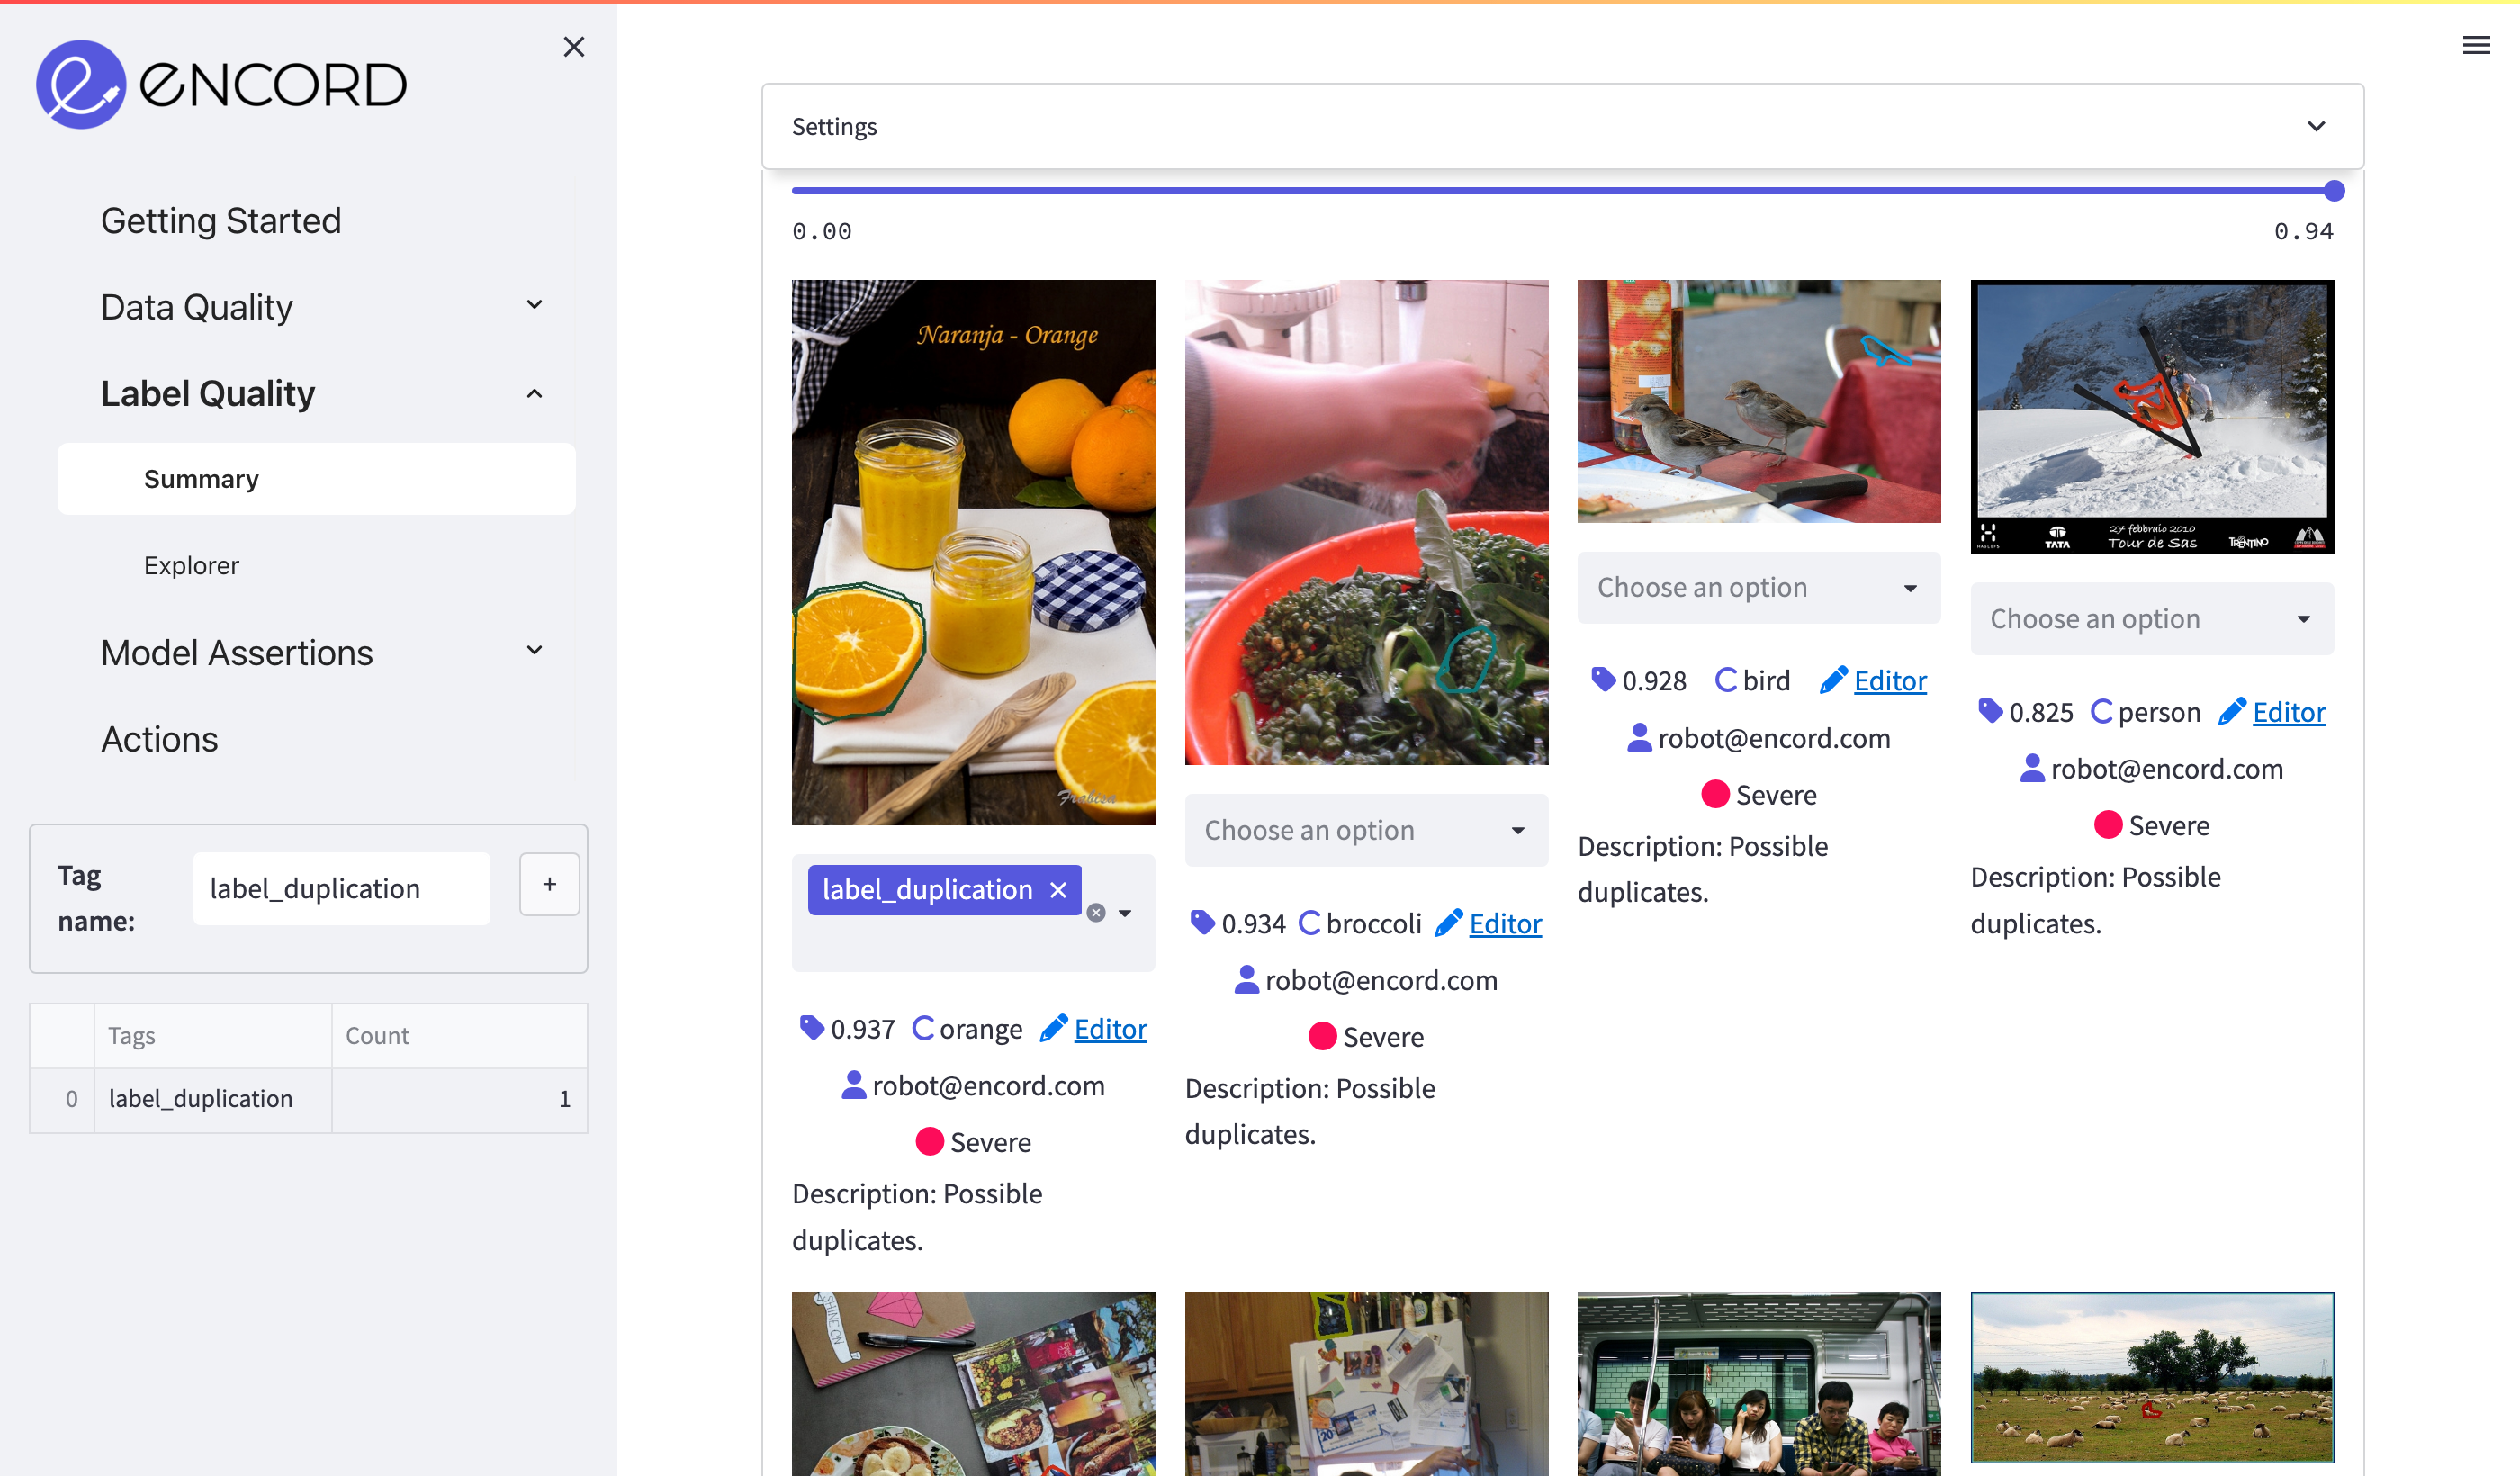 ENCORD
Getting Started
Data Quality
Label Quality
Summary
Explorer
Model Assertions
Actions
Tag
name:
label_duplication
+
Tags Count
0 label_duplication 1
Settings
0.00 0.94
Naranja - Orange
Frabisa
label_duplication
0.937 orange Editor
robot@encord.com
Severe
Description: Possible
duplicates.
Choose an option
0.934 broccoli Editor
robot@encord.com
Severe
Description: Possible
duplicates.
Choose an option
0.928 bird Editor
robot@encord.com
Severe
Description: Possible
duplicates.
TATA
27 febbraio 2010
Tour de Sas
TRENTINO
Choose an option
0.825 person Editor
robot@encord.com
Severe
Description: Possible
duplicates.
SHINE ON
20